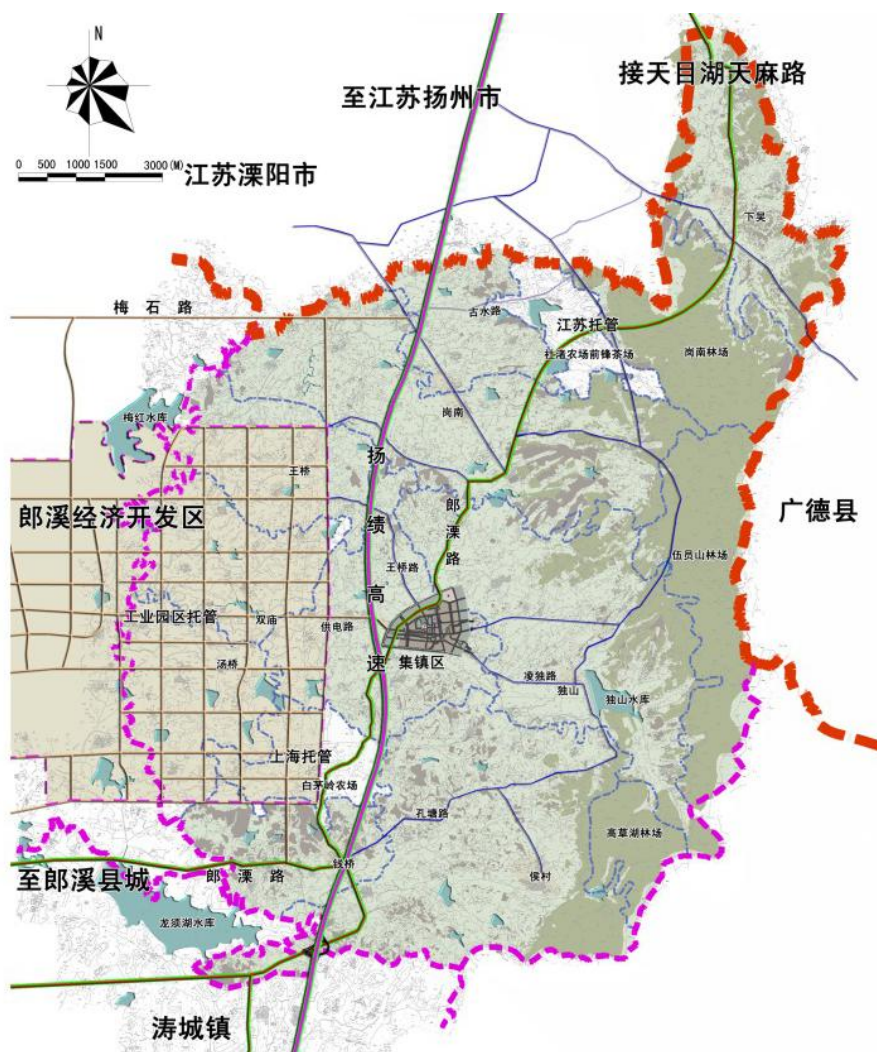 N
接天目湖天麻路
至江苏扬州市
0 500 1000 1500 3000(M)
江苏溧阳市
下吴
梅石路
古水路
江苏托管
社渚农场前锋茶场
岗南林场
梅红水库
岗南
扬绩高速
王桥
郎溧路
郎溪经济开发区
广德县
伍员山林场
王桥路
工业园区托管
双庙
供电路
汤桥
集镇区
凌独路
独山
独山水库
上海托管
白茅岭农场
孔塘路
高草湖林场
钱桥
侯村
至郎溪县城
郎溧路
龙须湖水库
涛城镇